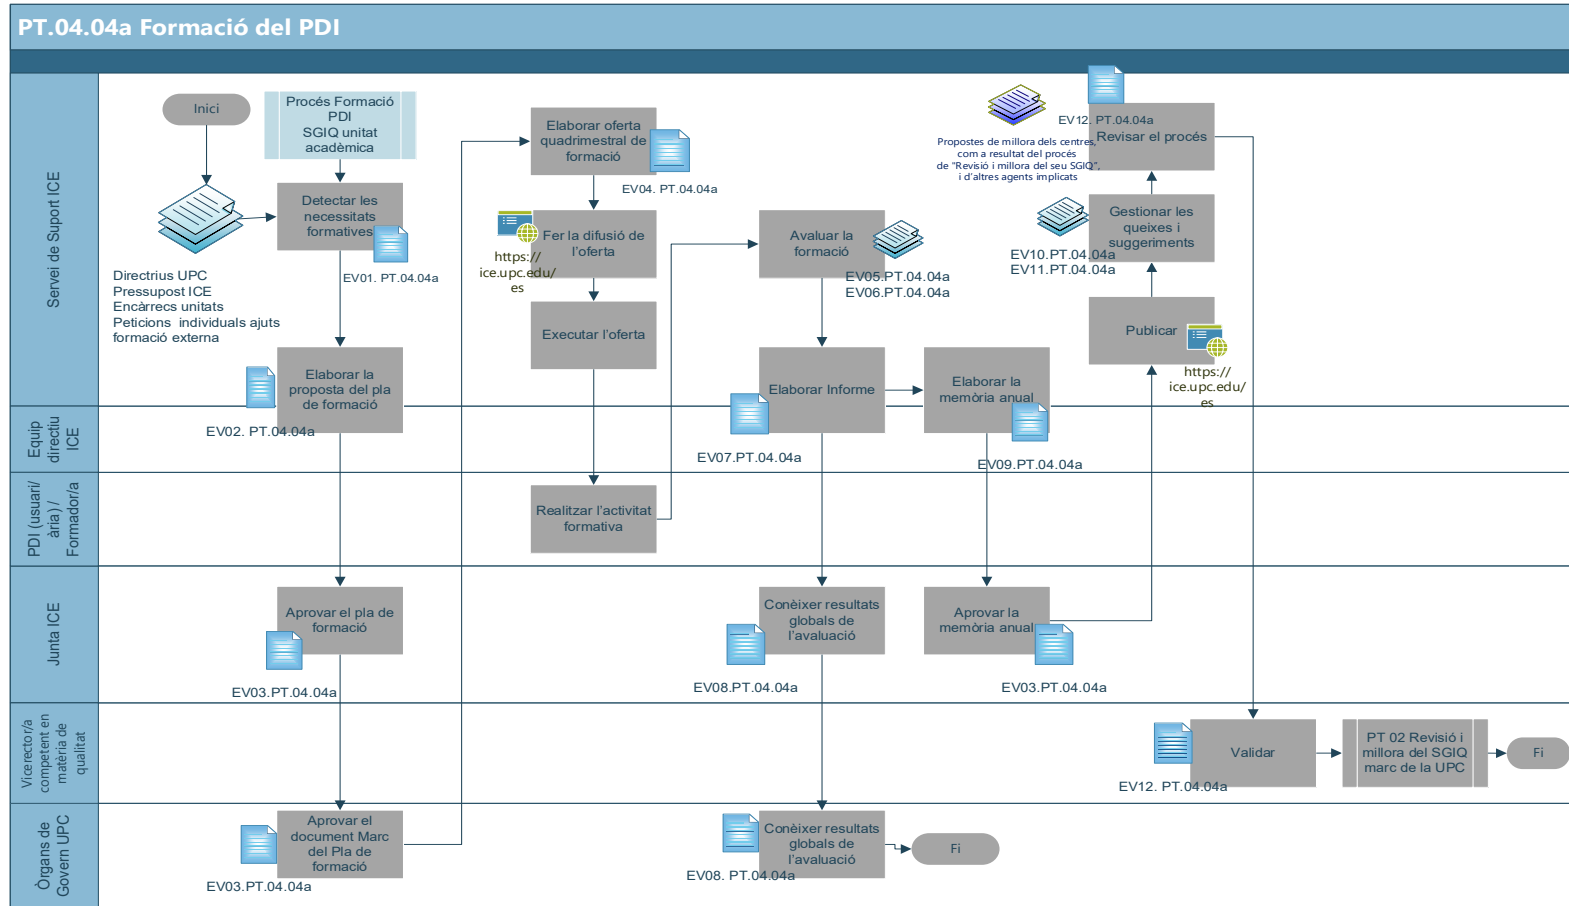 PT.04.04a Formació del PDI
Servei de Suport ICE
Inici
Procés Formació
PDI
SGIQ unitat
acadèmica
Directrius UPC
Pressupost ICE
Encàrrecs unitats
Peticions individuals ajuts
formació externa
Detectar les
necessitats
formatives
EV01. PT.04.04a
Elaborar la
proposta del pla
de formació
EV02. PT.04.04a
Elaborar oferta
quadrimestral de
formació
EV04. PT.04.04a
Fer la difusió de
l'oferta
https://
ice.upc.edu/
es
Executar l'oferta
Avaluar la
formació
EV05.PT.04.04a
EV06.PT.04.04a
Elaborar Informe
EV07.PT.04.04a
Elaborar la
memòria anual
EV09.PT.04.04a
Propostes de millora dels centres,
com a resultat del procés
de "Revisió i millora del seu SGIQ",
i d'altres agents implicats
EV12. PT.04.04a
Revisar el procés
Gestionar les
queixes i
suggeriments
EV10.PT.04.04a
EV11.PT.04.04a
Publicar
https://
ice.upc.edu/
es
Equip
directiu
ICE
PDI (usuari/
ària) /
Formador/a
Realitzar l'activitat
formativa
Junta ICE
Aprovar el pla de
formació
EV03.PT.04.04a
Conèixer resultats
globals de
l'avaluació
EV08.PT.04.04a
Aprovar la
memòria anual
EV03.PT.04.04a
Vicerector/a
competent en
matèria de
qualitat
Validar
EV12. PT.04.04a
PT 02 Revisió i
millora del SGIQ
marc de la UPC
Fi
Òrgans de
Govern UPC
Aprovar el
document Marc
del Pla de
formació
EV03.PT.04.04a
Conèixer resultats
globals de
l'avaluació
EV08. PT.04.04a
Fi